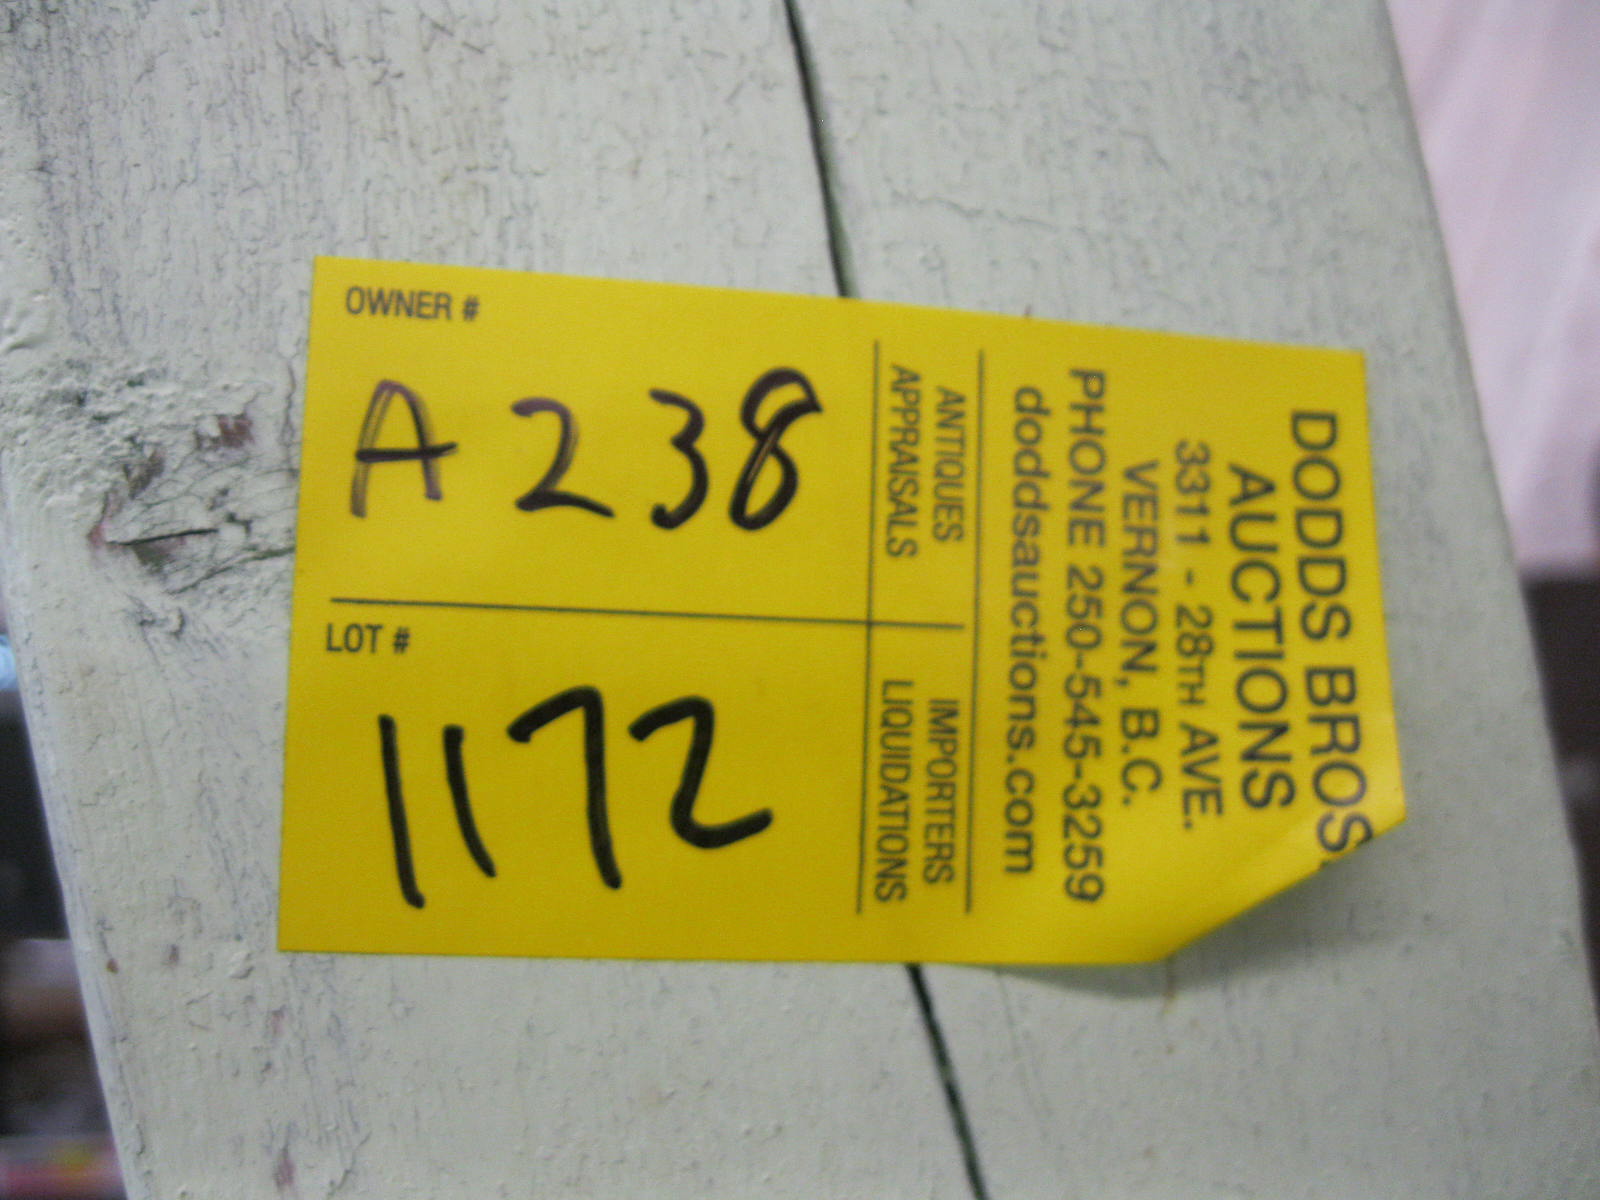 DODDS BROS.
AUCTIONS
3311 - 28TH AVE.
VERNON, B.C.
PHONE 250-545-3259
doddsauctions.com
ANTIQUES
APPRAISALS
IMPORTERS
LIQUIDATIONS
OWNER #
A238
LOT #
1172